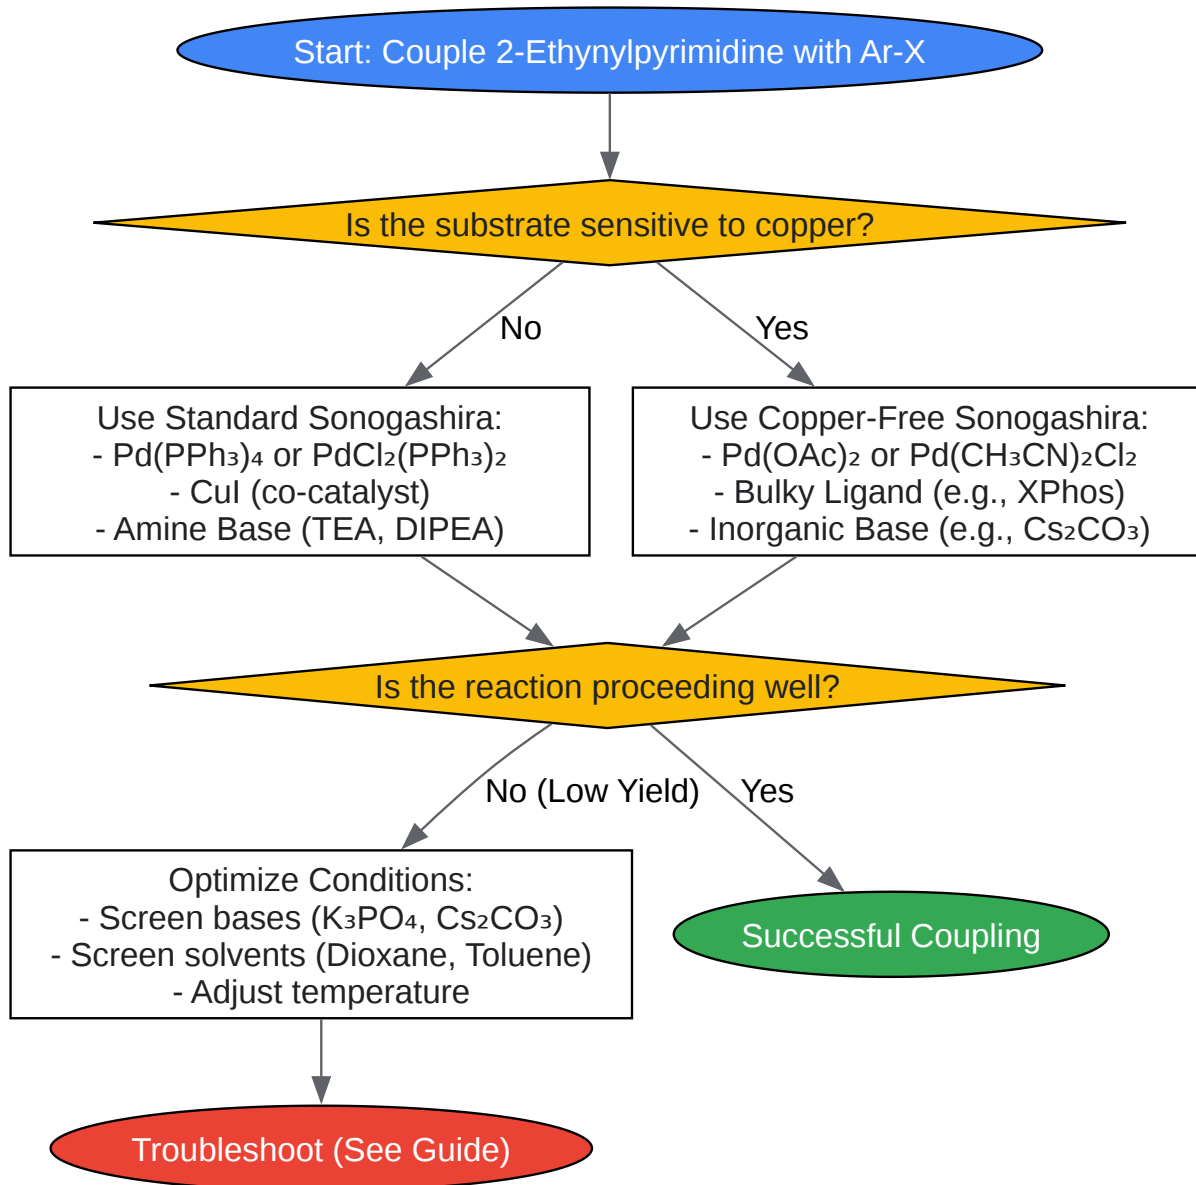 Start: Couple 2-Ethynylpyrimidine with Ar-X
Is the substrate sensitive to copper?
No
Yes
Use Standard Sonogashira:
- Pd(PPh₃)₄ or PdCl₂(PPh₃)₂
- CuI (co-catalyst)
- Amine Base (TEA, DIPEA)
Use Copper-Free Sonogashira:
- Pd(OAc)₂ or Pd(CH₃CN)₂Cl₂
- Bulky Ligand (e.g., XPhos)
- Inorganic Base (e.g., Cs₂CO₃)
Is the reaction proceeding well?
No (Low Yield)
Yes
Optimize Conditions:
- Screen bases (K₃PO₄, Cs₂CO₃)
- Screen solvents (Dioxane, Toluene)
- Adjust temperature
Successful Coupling
Troubleshoot (See Guide)